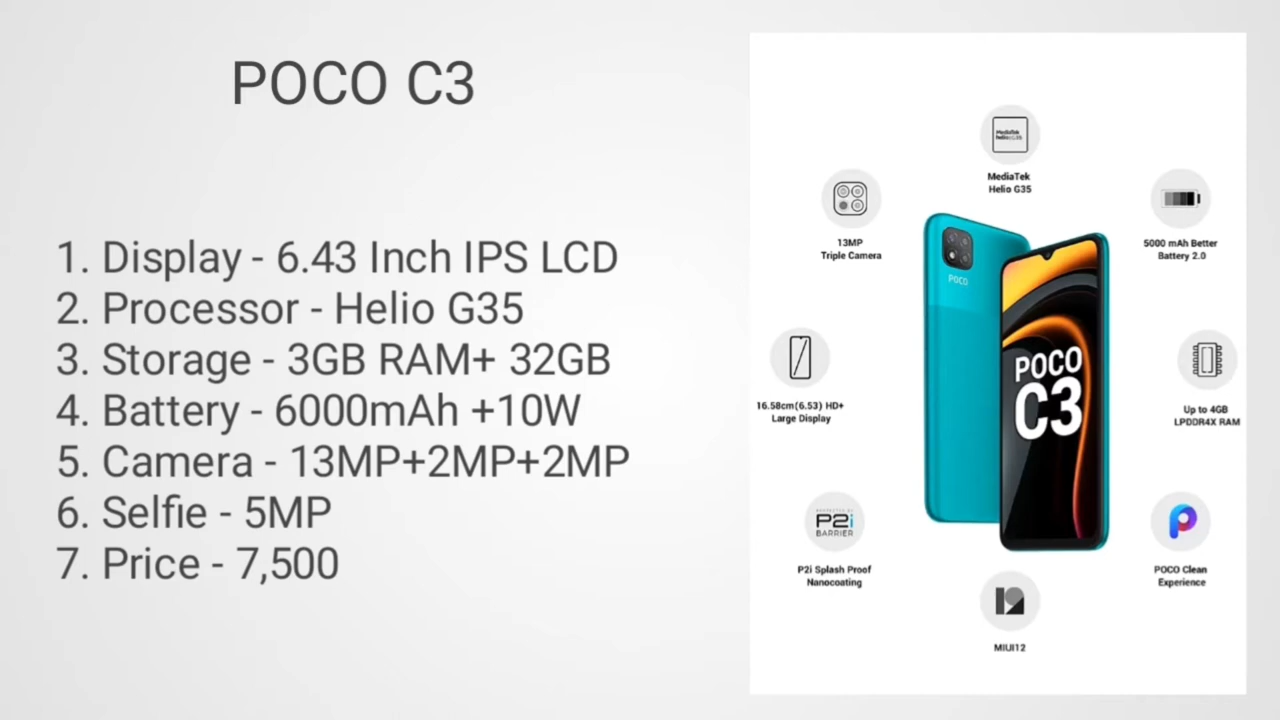 POCO C3
1. Display - 6.43 Inch IPS LCD
2. Processor - Helio G35
3. Storage - 3GB RAM+ 32GB
4. Battery - 6000mAh +10W
5. Camera - 13MP+2MP+2MP
6. Selfie - 5MP
7. Price - 7,500
MediaTek
MediaTek
Helio G35
13MP
Triple Camera
5000 mAh Better
Battery 2.0
POCO
POCO
C3
16.58cm(6.53) HD+
Large Display
Up to 4GB
LPDDR4X RAM
P2i
BARRIER
P2i Splash Proof
Nanocoating
POCO Clean
Experience
MIUI12